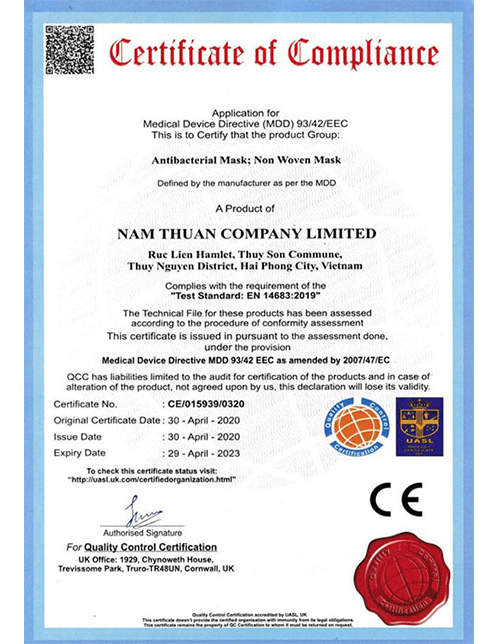 Certificate of Compliance
Application for
Medical Device Directive (MDD) 93/42/EEC
This is to Certify that the product Group:
Antibacterial Mask; Non Woven Mask
Defined by the manufacturer as per the MDD
A Product of
NAM THUAN COMPANY LIMITED
Ruc Lien Hamlet, Thuy Son Commune,
Thuy Nguyen District, Hai Phong City, Vietnam
Complies with the requirement of the
"Test Standard: EN 14683:2019"
The Technical File for these products has been assessed
according to the procedure of conformity assessment
This certificate is issued in pursuant to the assessment done,
under the provision
Medical Device Directive MDD 93/42 EEC as amended by 2007/47/EC
QCC has liabilities limited to the audit for certification of the products and in case of
alteration of the product, not agreed upon by us, this declaration will lose its validity.
Certificate No. : CE/015939/0320
Original Certificate Date : 30 - April - 2020
Issue Date : 30 - April - 2020
Expiry Date : 29 - April - 2023
Quality Control
Certification
UASL
To check this certificate status visit:
"http://uasl.uk.com/certifiedorganization.html"
CE
Authorised Signature
For Quality Control Certification
UK Office: 1929, Chynoweth House,
Trevissome Park, Truro-TR48UN, Cornwall, UK
Quality Control
Certification
Quality Control Certification accredited by UASL, UK
This certificate doesn't provide the certified organisation with immunity from its legal obligations.
This certificate remains the property of QC Certification to whom it must be returned on request.